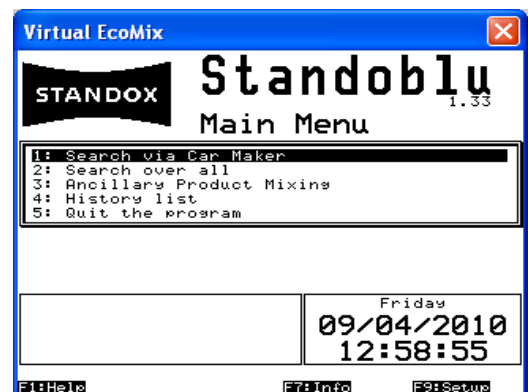 Virtual EcoMix
STANDOX
Standoblu
1.33
Main Menu
1: Search via Car Maker
2: Search over all
3: Ancillary Product Mixing
4: History list
5: Quit the program
Friday
09/04/2010
12:58:55
F1:Help F7:Info F9:Setup